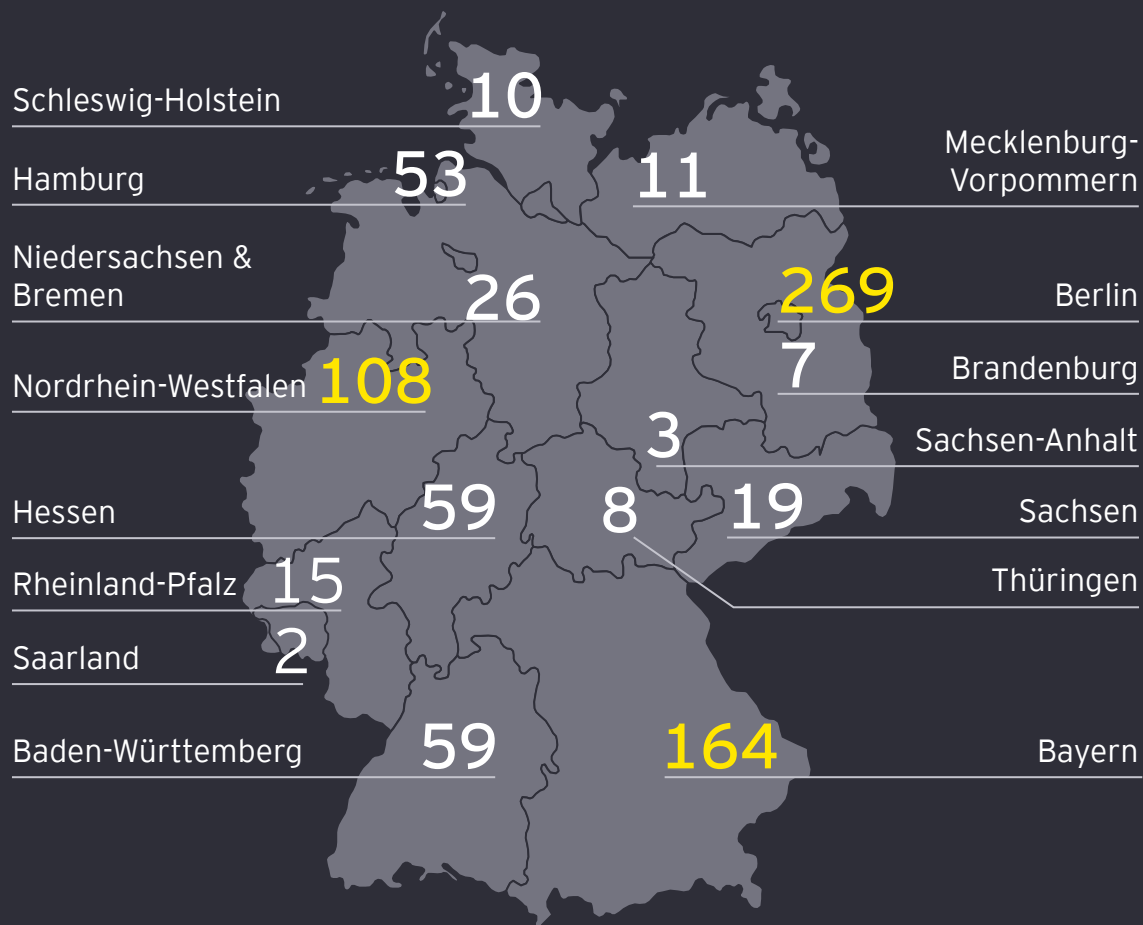 Schleswig-Holstein 10
Hamburg 53
Niedersachsen &
Bremen 26
Nordrhein-Westfalen 108
Hessen 59
Rheinland-Pfalz 15
Saarland 2
Baden-Württemberg 59
11 Mecklenburg-
Vorpommern
269 Berlin
7 Brandenburg
3 Sachsen-Anhalt
19 Sachsen
8 Thüringen
164 Bayern